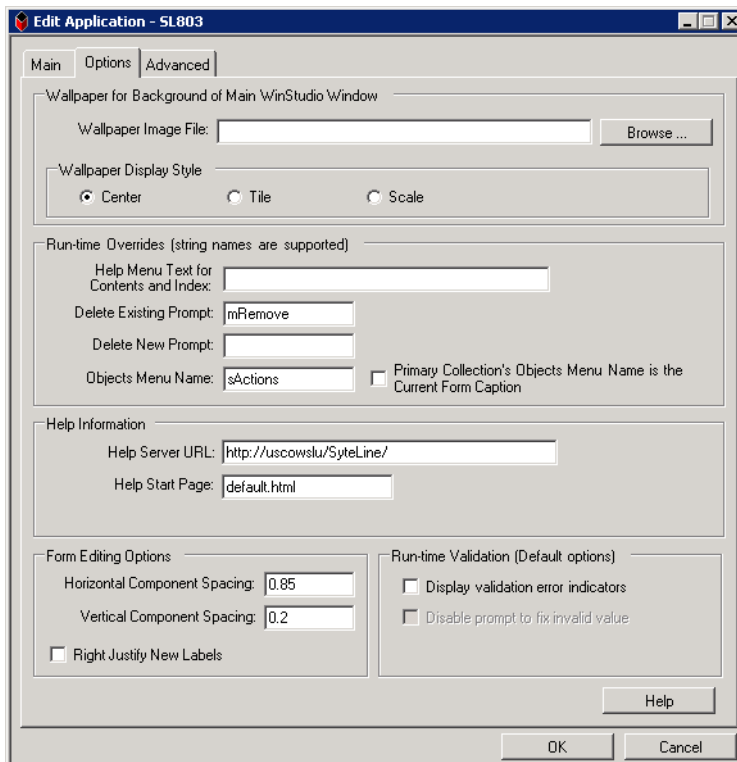 Edit Application - SL803
Main Options Advanced
Wallpaper for Background of Main WinStudio Window
Wallpaper Image File: Browse ...
Wallpaper Display Style
Center Tile Scale
Run-time Overrides (string names are supported)
Help Menu Text for
Contents and Index:
Delete Existing Prompt: mRemove
Delete New Prompt:
Objects Menu Name: sActions
Primary Collection's Objects Menu Name is the
Current Form Caption
Help Information
Help Server URL: http://uscowslu/SyteLine/
Help Start Page: default.html
Form Editing Options
Horizontal Component Spacing: 0.85
Vertical Component Spacing: 0.2
Right Justify New Labels
Run-time Validation (Default options)
Display validation error indicators
Disable prompt to fix invalid value
Help
OK Cancel